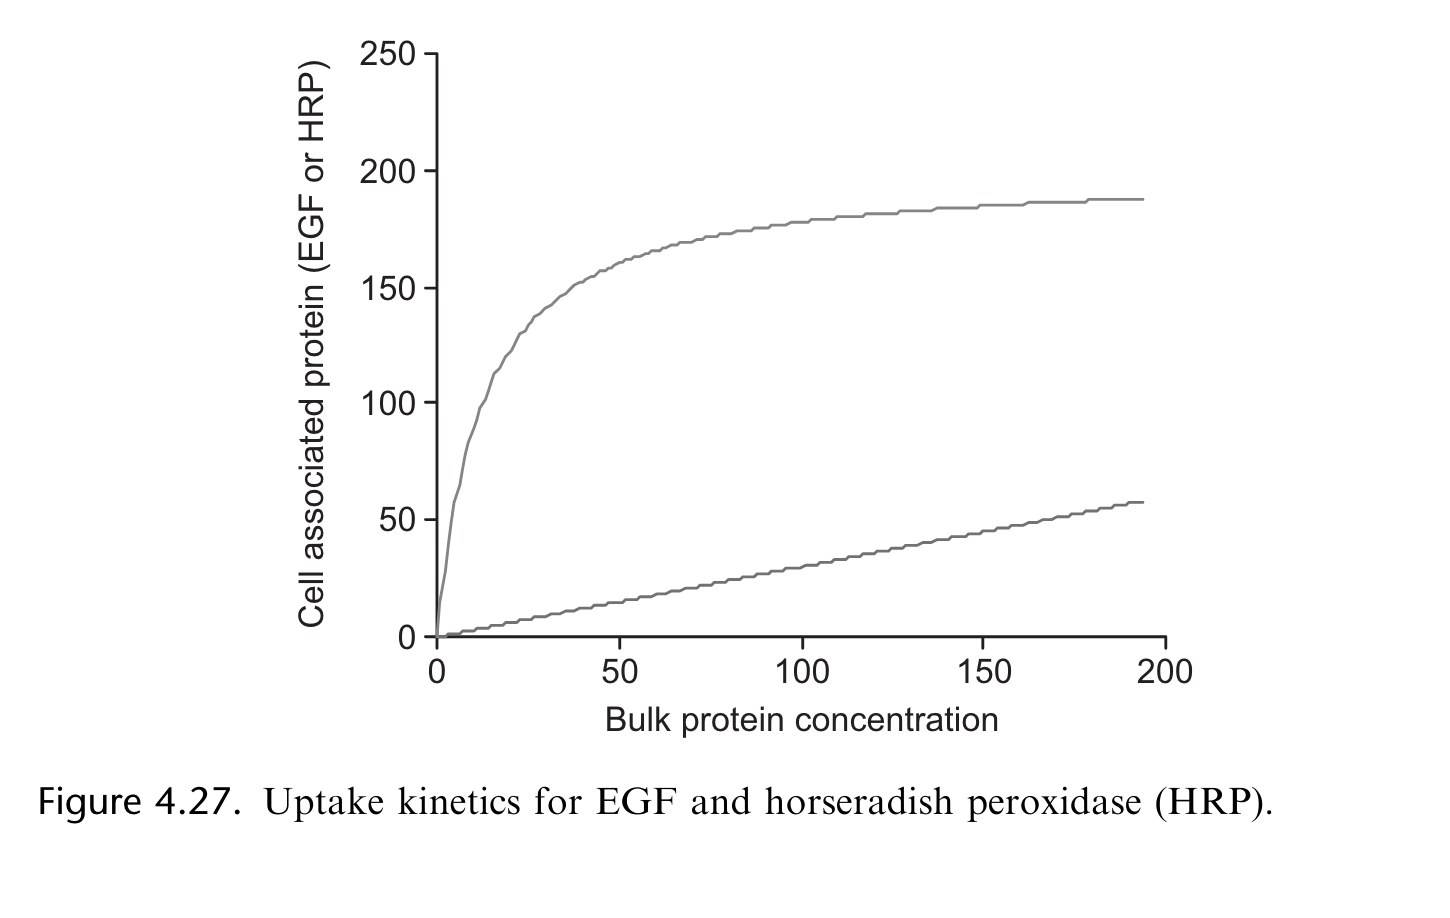 250
200
150
100
50
0
Cell associated protein (EGF or HRP)
0 50 100 150 200
Bulk protein concentration
Figure 4.27. Uptake kinetics for EGF and horseradish peroxidase (HRP).